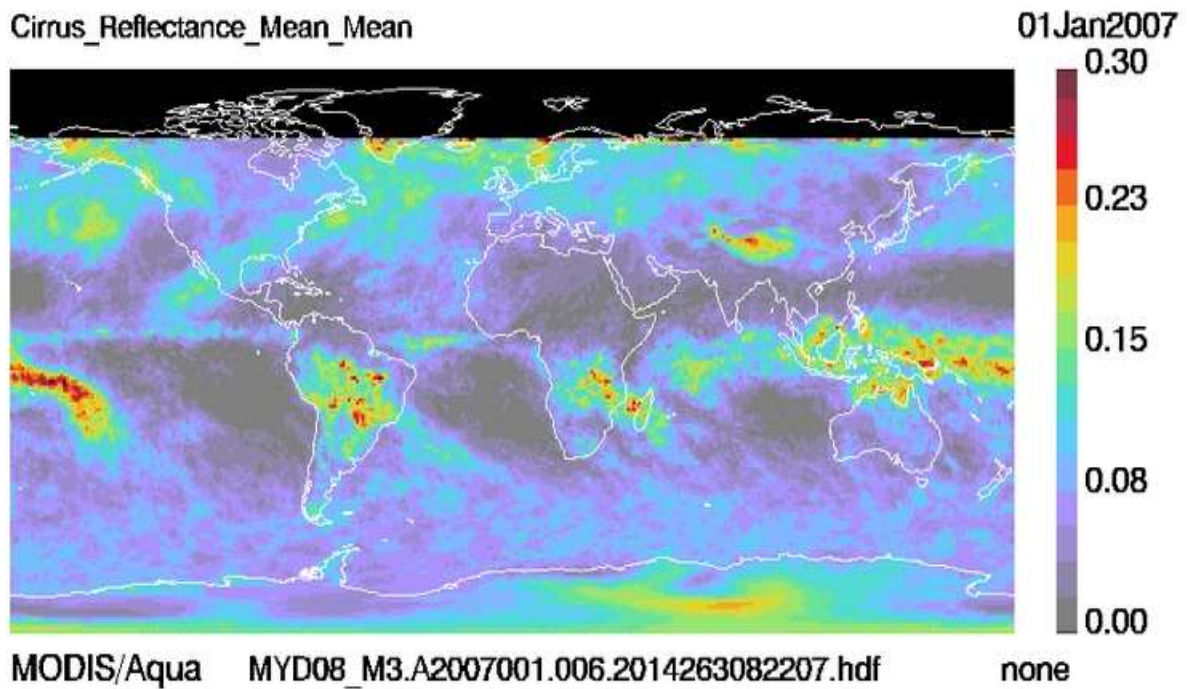 Cirrus_Reflectance_Mean_Mean 01Jan2007
0.30
0.23
0.15
0.08
0.00
MODIS/Aqua MYD08_M3.A2007001.006.2014263082207.hdf none